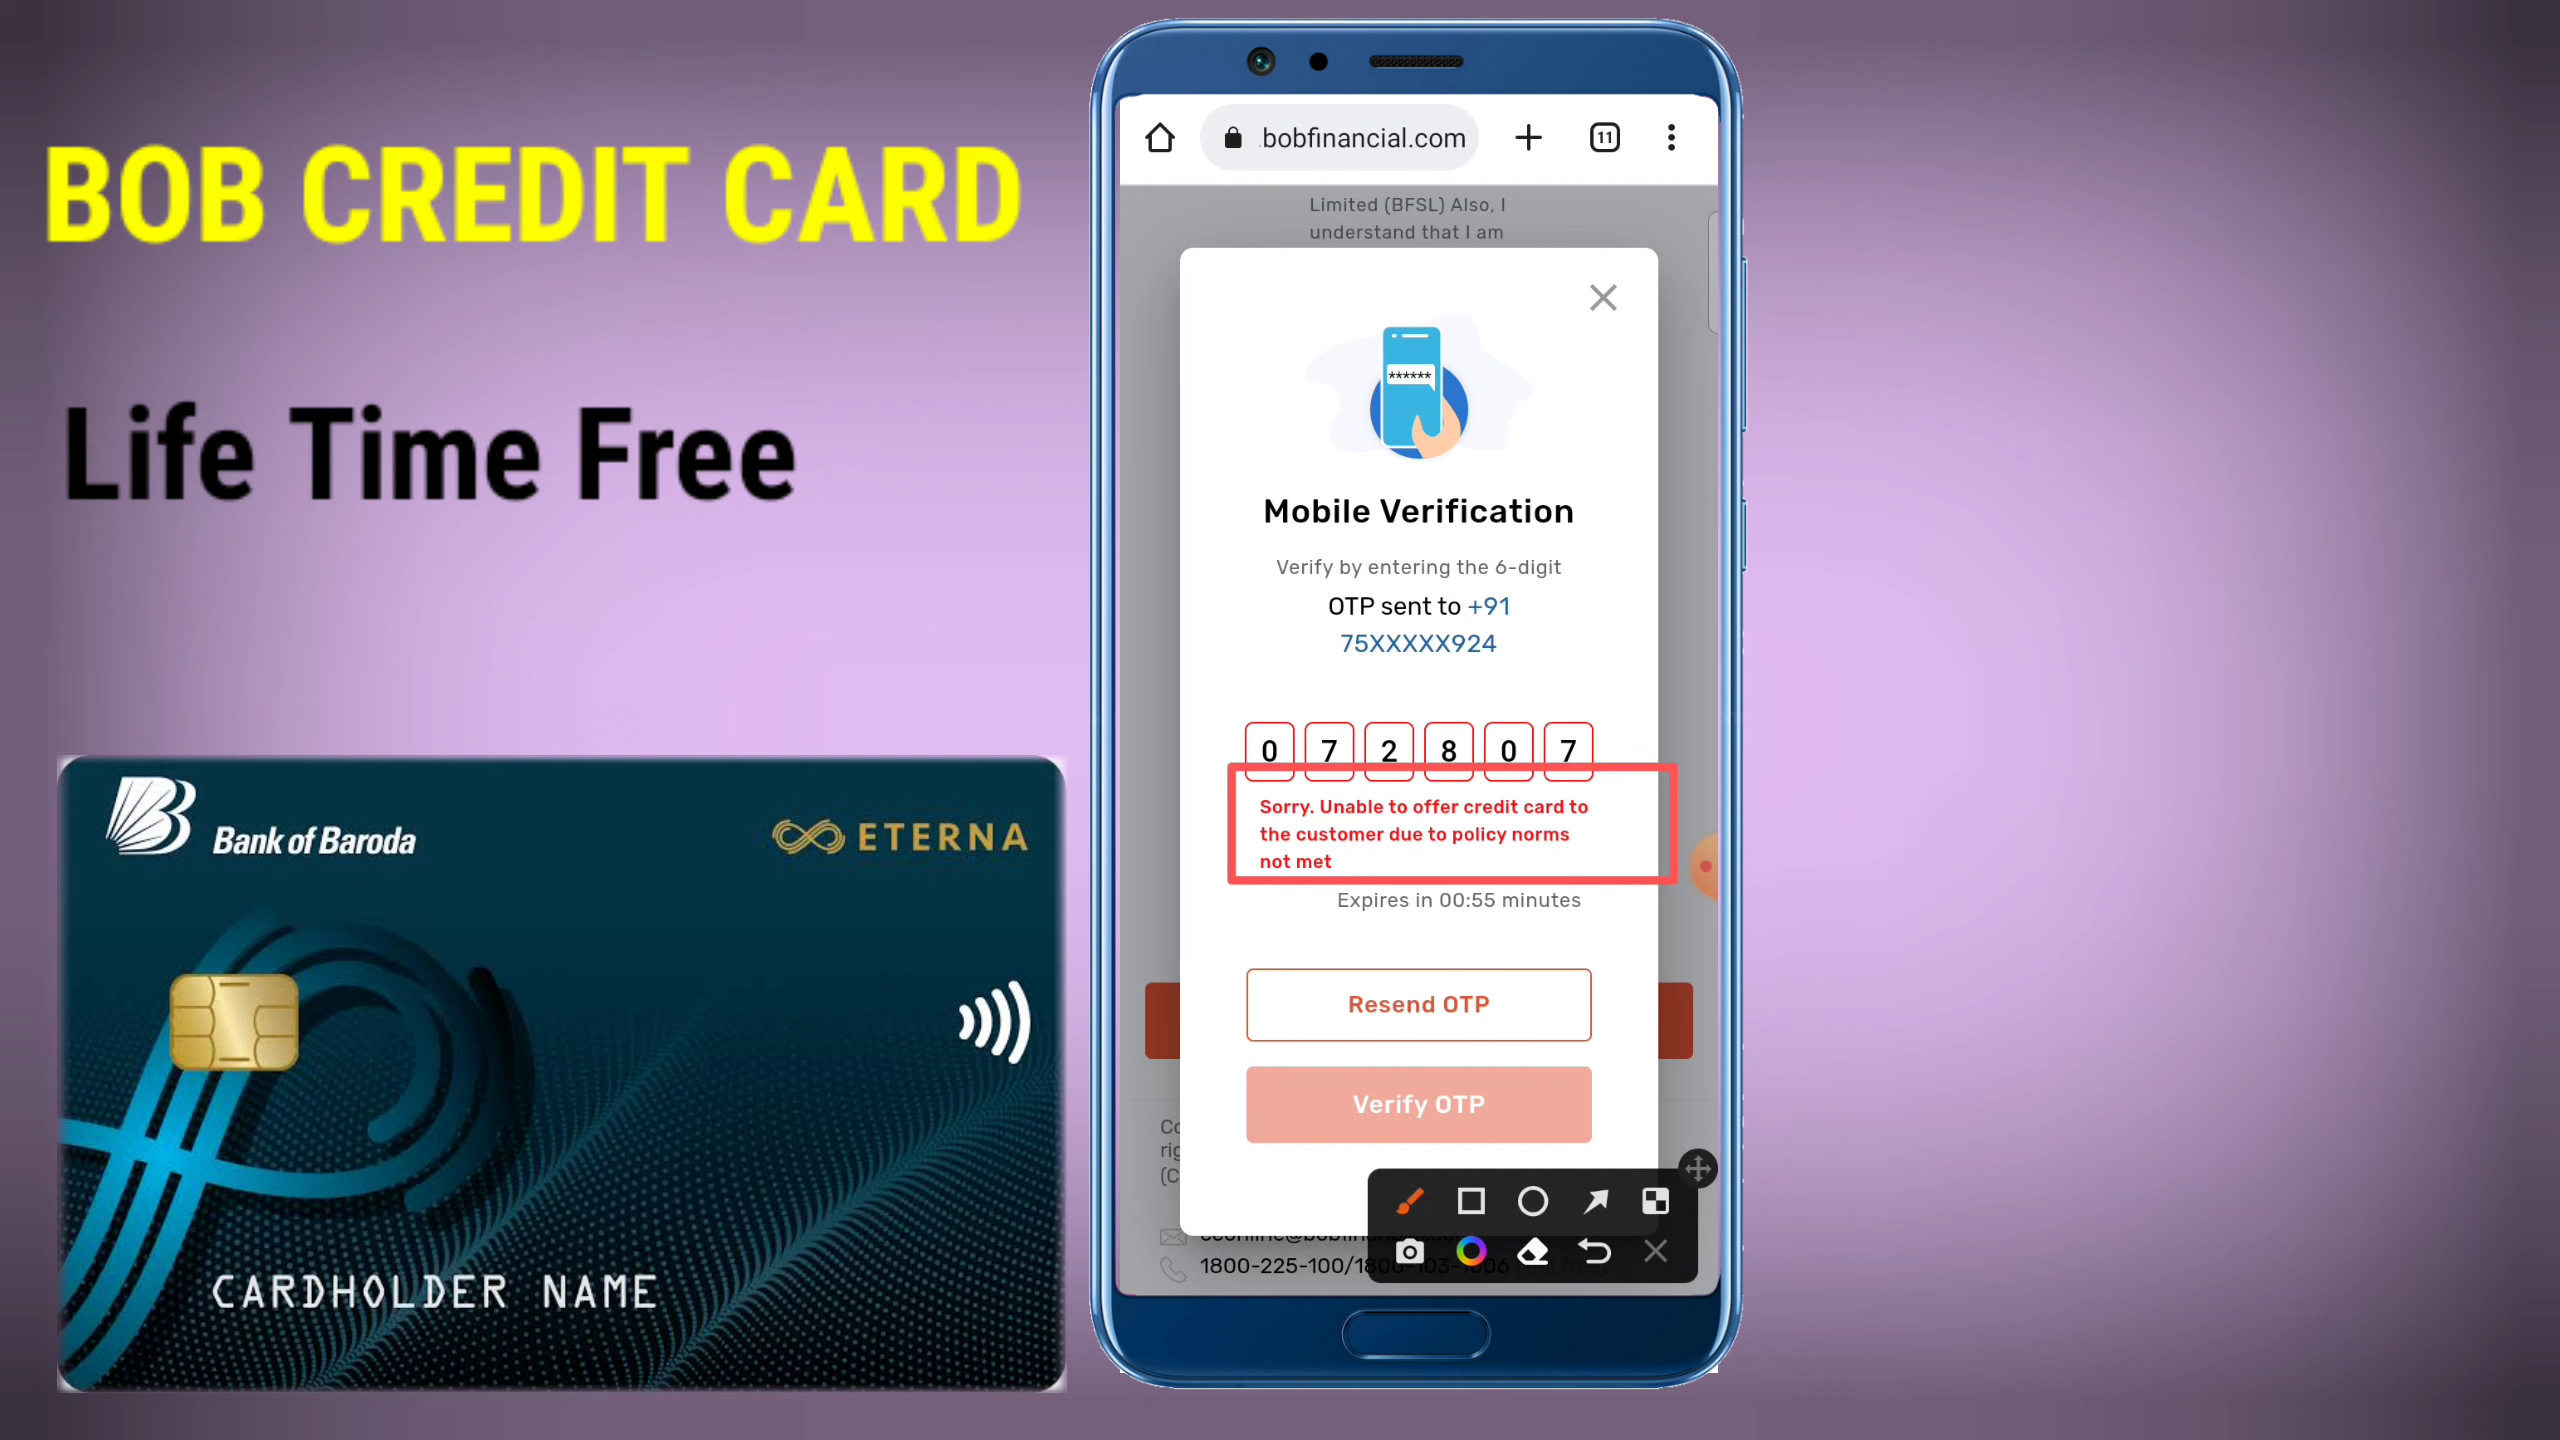 BOB CREDIT CARD
Life Time Free
Bank of Baroda
ETERNA
CARDHOLDER NAME
bobfinancial.com
11
Limited (BFSL) Also, I
understand that I am
******
Mobile Verification
Verify by entering the 6-digit
OTP sent to +91
75XXXXX924
0 7 2 8 0 7
Sorry. Unable to offer credit card to
the customer due to policy norms
not met
Expires in 00:55 minutes
Resend OTP
Verify OTP
1800-225-100/1800-103-1006